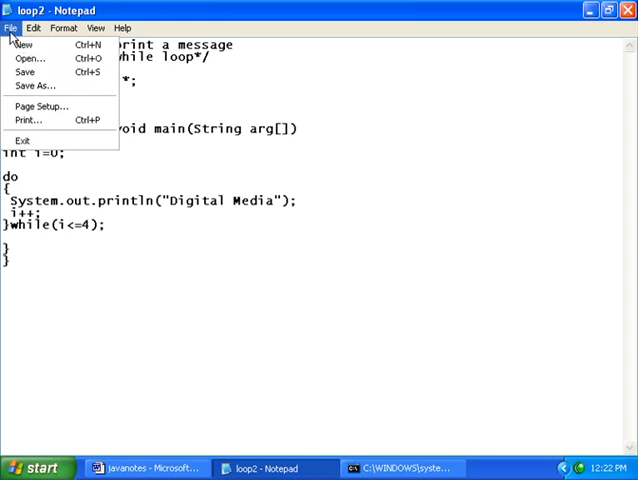 loop2 - Notepad
File Edit Format View Help
New Ctrl+N
Open... Ctrl+O
Save Ctrl+S
Save As...
Page Setup...
Print... Ctrl+P
Exit
print a message
while loop*/
*;
void main(String arg[])
int i=0;
do
{
System.out.println("Digital Media");
i++;
}while(i<=4);
}
}
start
javanotes - Microsoft...
loop2 - Notepad
C:\WINDOWS\syste...
12:22 PM